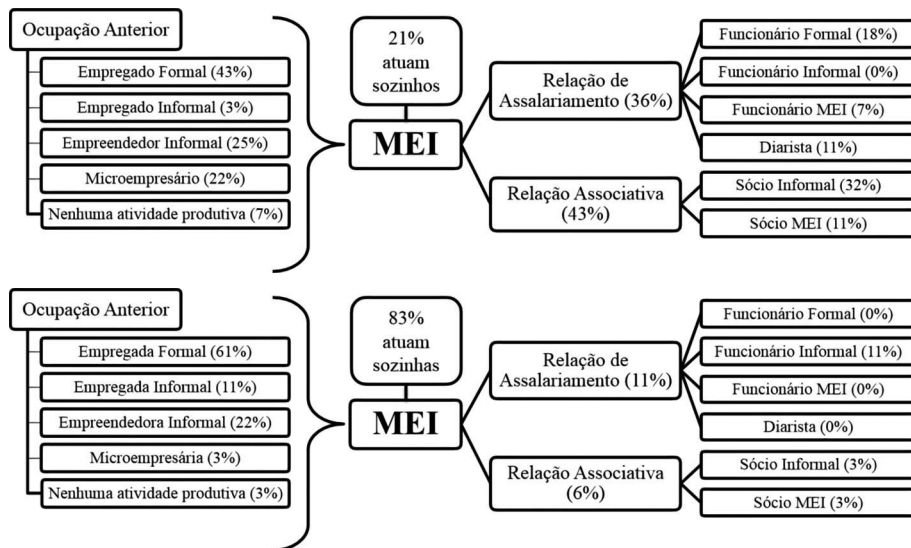 Ocupação Anterior
Empregado Formal (43%)
Empregado Informal (3%)
Empreendedor Informal (25%)
Microempresário (22%)
Nenhuma atividade produtiva (7%)
21%
atuam
sozinhos
MEI
Relação de
Assalariamento (36%)
Relação Associativa
(43%)
Funcionário Formal (18%)
Funcionário Informal (0%)
Funcionário MEI (7%)
Diarista (11%)
Sócio Informal (32%)
Sócio MEI (11%)
Ocupação Anterior
Empregada Formal (61%)
Empregada Informal (11%)
Empreendedora Informal (22%)
Microempresária (3%)
Nenhuma atividade produtiva (3%)
83%
atuam
sozinhas
MEI
Relação de
Assalariamento (11%)
Relação Associativa
(6%)
Funcionário Formal (0%)
Funcionário Informal (11%)
Funcionário MEI (0%)
Diarista (0%)
Sócio Informal (3%)
Sócio MEI (3%)